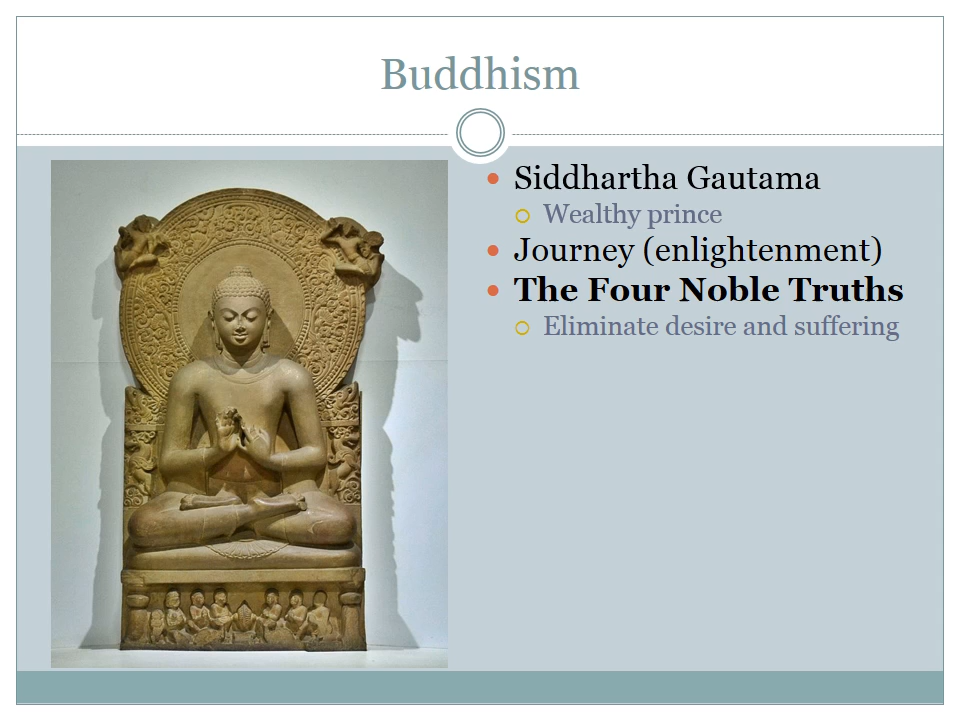 Buddhism
Siddhartha Gautama
Wealthy prince
Journey (enlightenment)
The Four Noble Truths
Eliminate desire and suffering